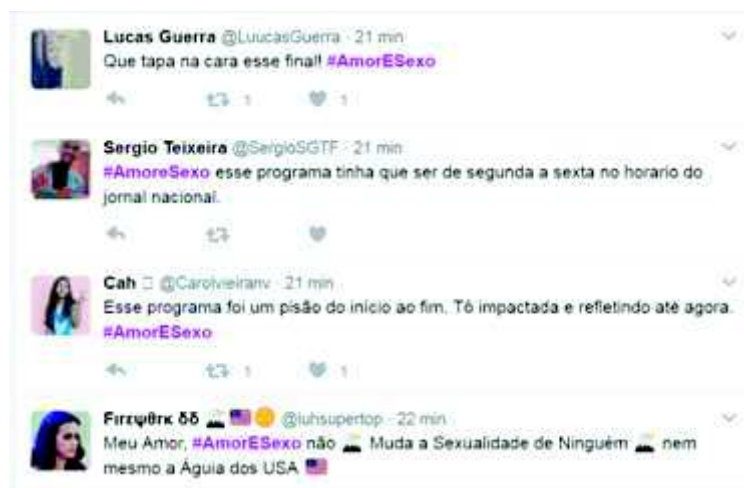 Lucas Guerra @LuucasGuerra · 21 min
Que tapa na cara esse final! #AmorESexo
1 1
Sergio Teixeira @SergioSGTF · 21 min
#AmoreSexo esse programa tinha que ser de segunda a sexta no horario do
jornal nacional.
Cah @Carolvieiranv · 21 min
Esse programa foi um pisão do início ao fim. Tô impactada e refletindo até agora.
#AmorESexo
1 1
Fιrεψθrκ δδ @luhsupertop · 22 min
Meu Amor, #AmorESexo não Muda a Sexualidade de Ninguém nem
mesmo a Águia dos USA